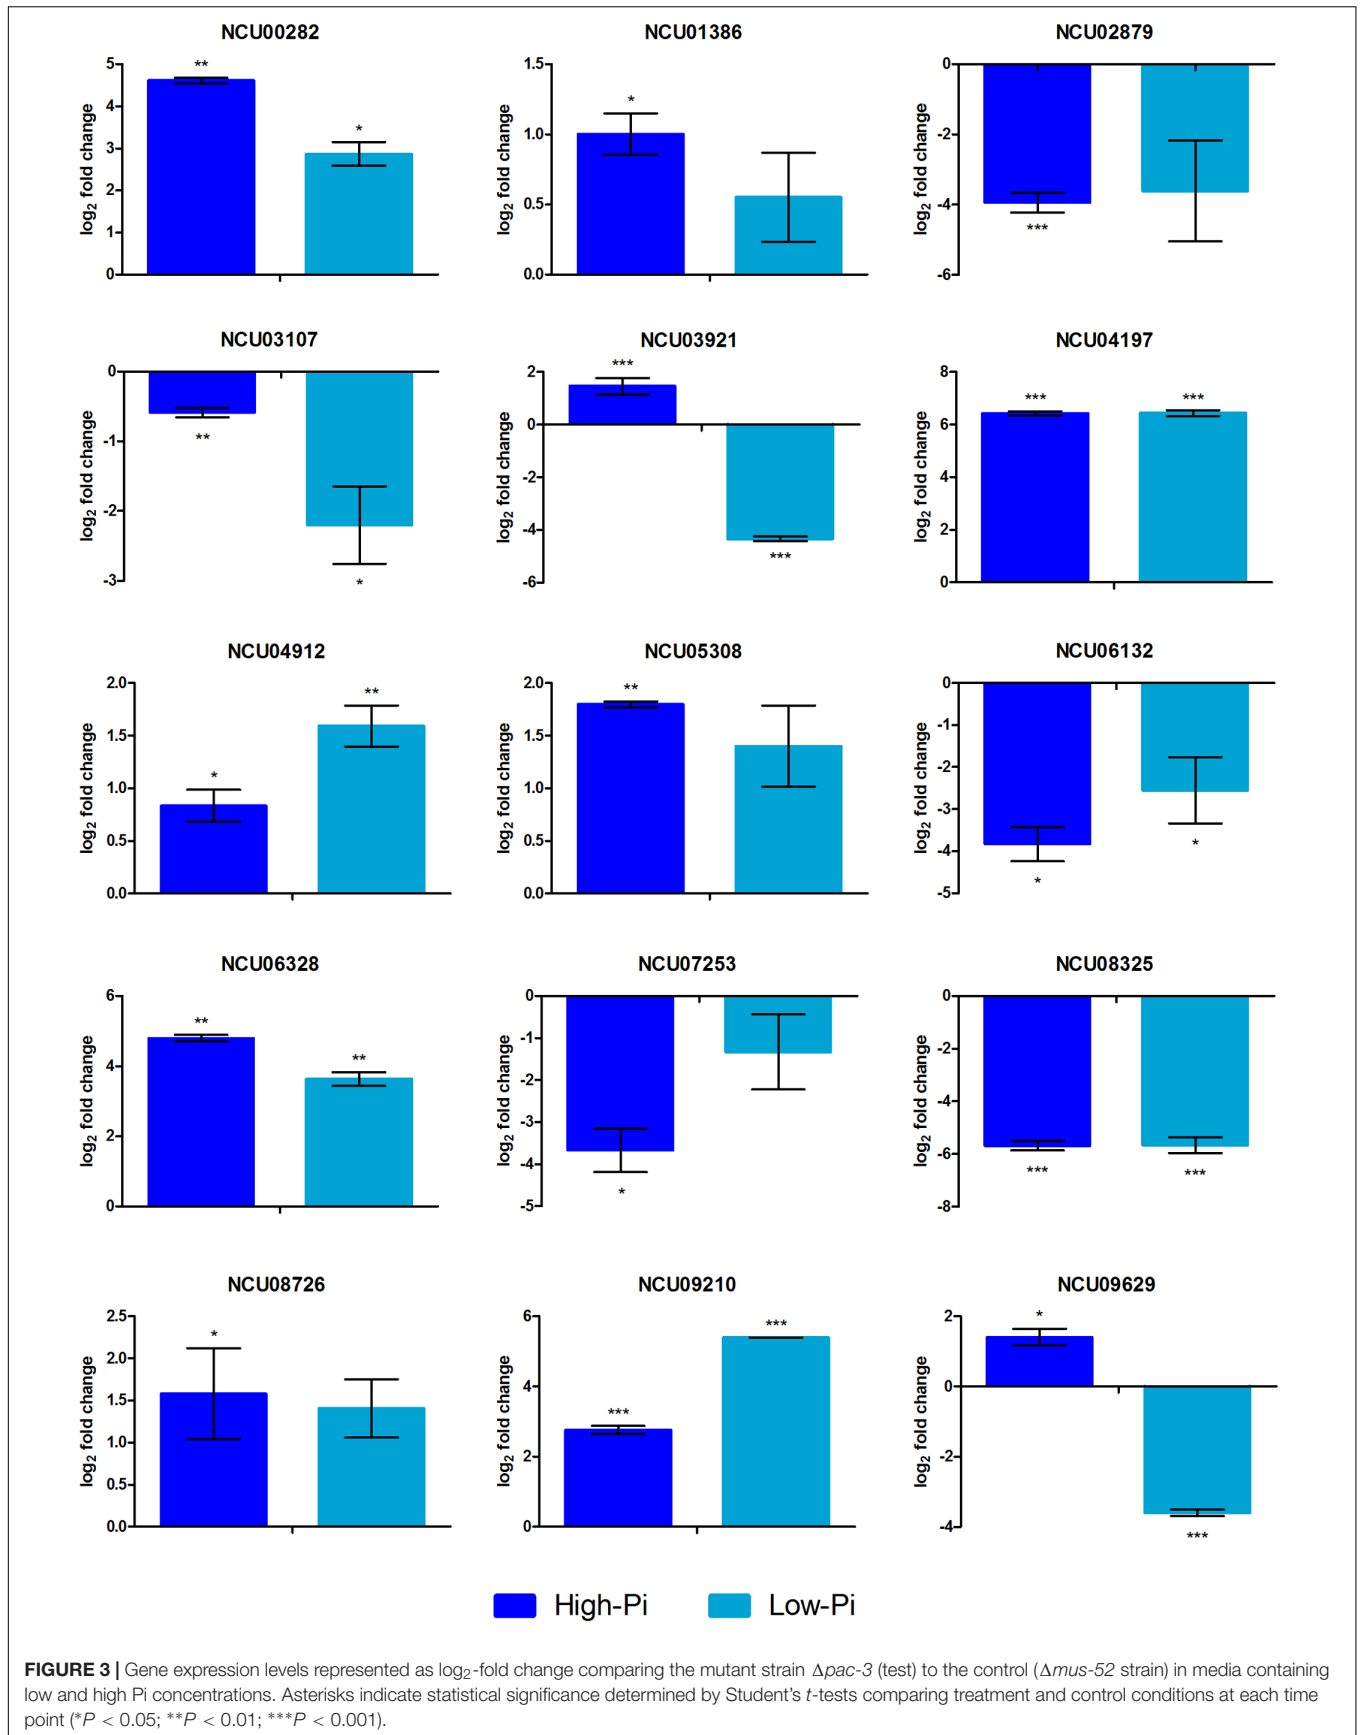 NCU00282
NCU01386
NCU02879
log2 fold change
5
4
3
2
1
0
**
*
log2 fold change
1.5
1.0
0.5
0.0
*
log2 fold change
0
-2
-4
-6
***
NCU03107
NCU03921
NCU04197
log2 fold change
0
-1
-2
-3
**
*
log2 fold change
2
0
-2
-4
-6
***
***
log2 fold change
8
6
4
2
0
***
***
NCU04912
NCU05308
NCU06132
log2 fold change
2.0
1.5
1.0
0.5
0.0
*
**
log2 fold change
2.0
1.5
1.0
0.5
0.0
**
log2 fold change
0
-1
-2
-3
-4
-5
*
*
NCU06328
NCU07253
NCU08325
log2 fold change
6
4
2
0
**
**
log2 fold change
0
-1
-2
-3
-4
-5
*
log2 fold change
0
-2
-4
-6
-8
***
***
NCU08726
NCU09210
NCU09629
log2 fold change
2.5
2.0
1.5
1.0
0.5
0.0
*
log2 fold change
6
4
2
0
***
***
log2 fold change
2
0
-2
-4
*
***
High-Pi
Low-Pi
FIGURE 3 | Gene expression levels represented as log2-fold change comparing the mutant strain Δpac-3 (test) to the control (Δmus-52 strain) in media containing
low and high Pi concentrations. Asterisks indicate statistical significance determined by Student's t-tests comparing treatment and control conditions at each time
point (*P < 0.05; **P < 0.01; ***P < 0.001).